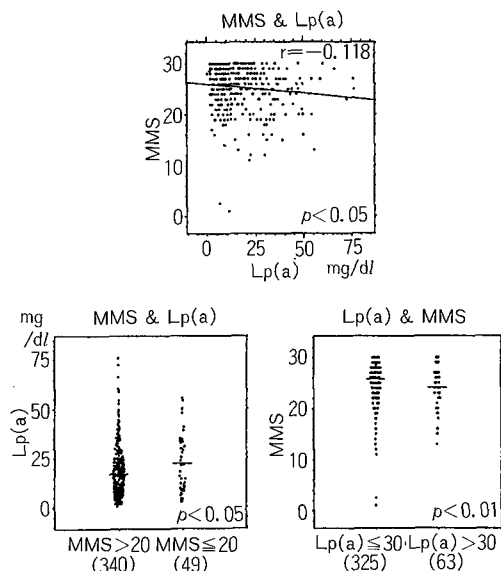 MMS & Lp(a)
r=−0.118
30
20
10
0
MMS
p<0.05
0 25 50 75
Lp(a) mg/dl
MMS & Lp(a)
mg
/dl
75
50
25
0
Lp(a)
p<0.05
MMS>20 MMS≦20
(340) (49)
Lp(a) & MMS
30
20
10
0
MMS
p<0.01
Lp(a)≦30 Lp(a)>30
(325) (63)